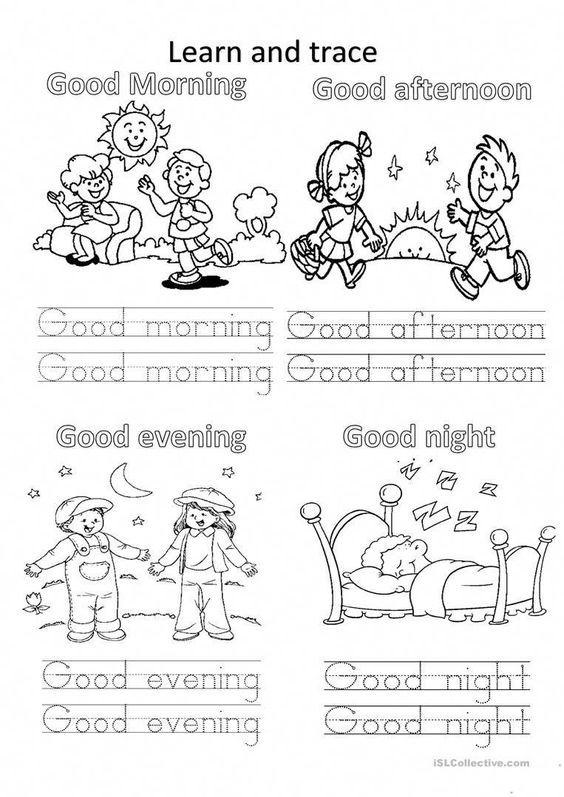 Learn and trace
Good Morning
Good afternoon
Good morning
Good morning
Good afternoon
Good afternoon
Good evening
Good night
Z Z Z Z Z
Good evening
Good evening
Good night
Good night
iSLCollective.com